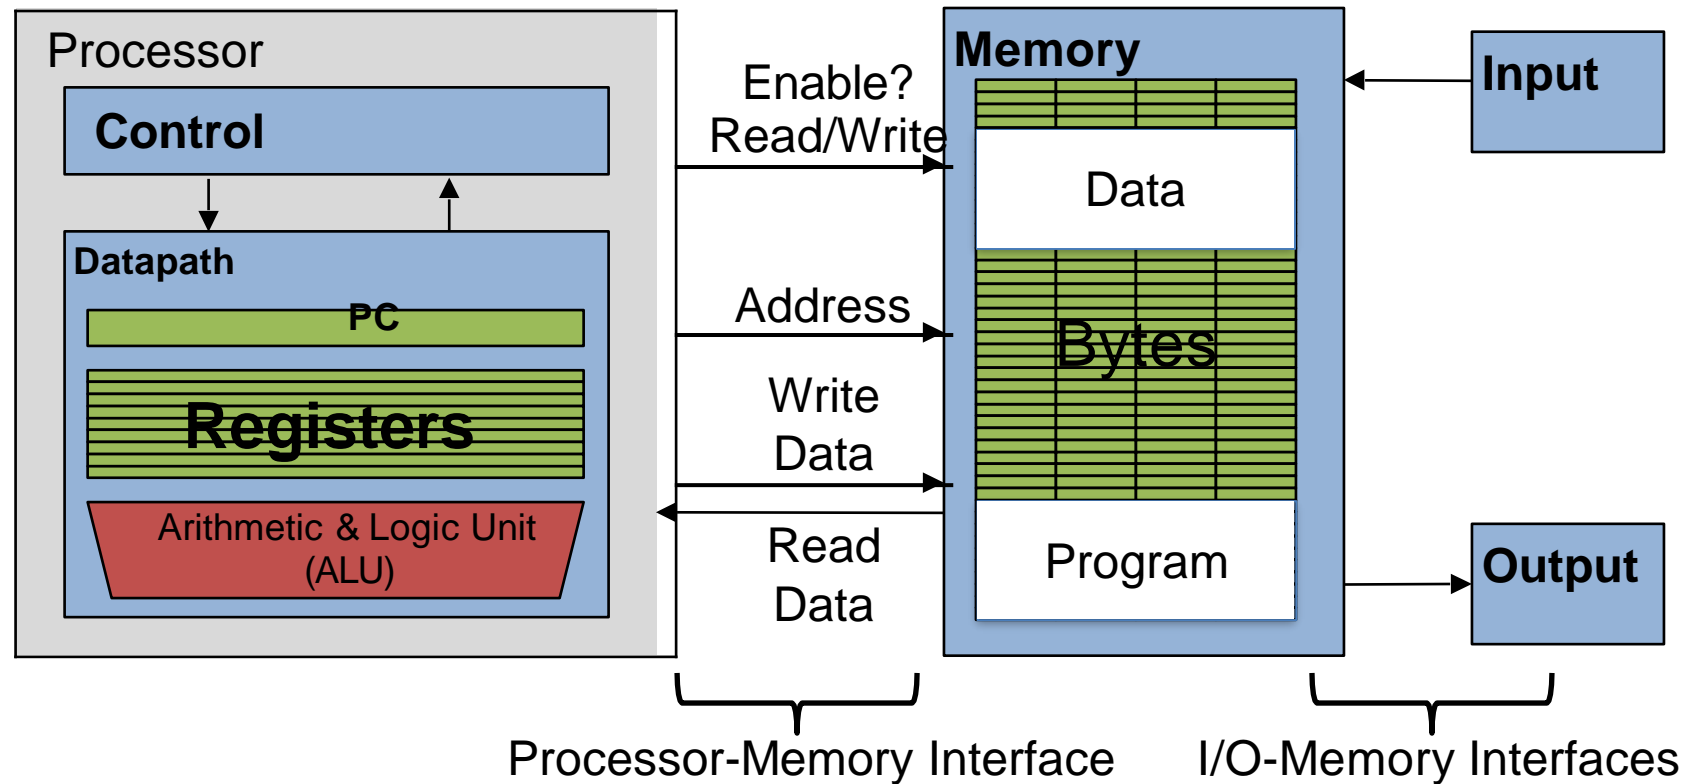 Processor
Control
Datapath
PC
Registers
Arithmetic & Logic Unit
(ALU)
Enable?
Read/Write
Address
Write
Data
Read
Data
Memory
Data
Bytes
Program
Input
Output
Processor-Memory Interface
I/O-Memory Interfaces